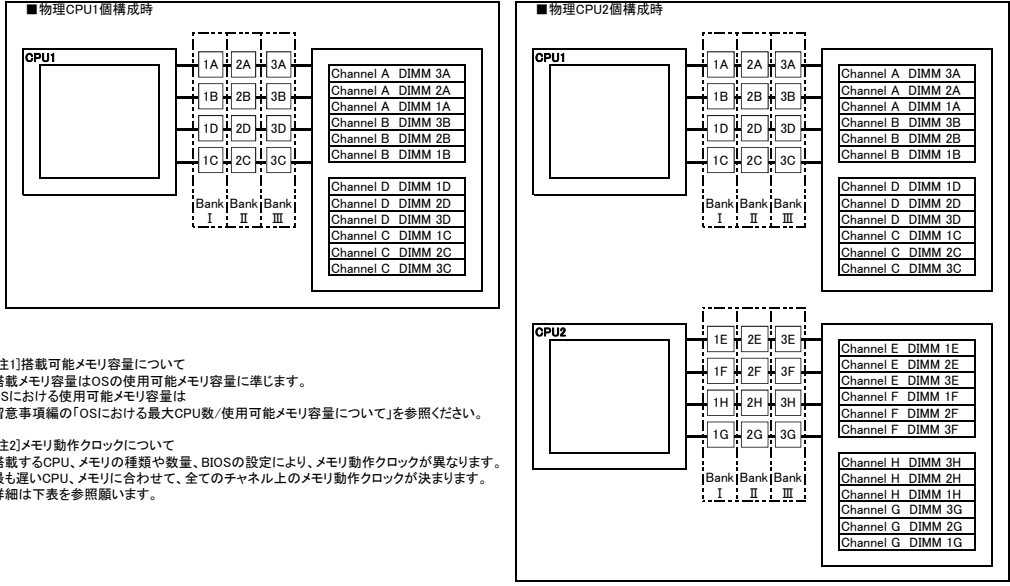 ■物理CPU1個構成時
CPU1
1A 2A 3A
1B 2B 3B
1D 2D 3D
1C 2C 3C
Bank Bank Bank
Ⅰ Ⅱ Ⅲ
Channel A DIMM 3A
Channel A DIMM 2A
Channel A DIMM 1A
Channel B DIMM 3B
Channel B DIMM 2B
Channel B DIMM 1B
Channel D DIMM 1D
Channel D DIMM 2D
Channel D DIMM 3D
Channel C DIMM 1C
Channel C DIMM 2C
Channel C DIMM 3C
注1]搭載可能メモリ容量について
搭載メモリ容量はOSの使用可能メモリ容量に準じます。
OSにおける使用可能メモリ容量は
留意事項編の「OSにおける最大CPU数/使用可能メモリ容量について」を参照ください。
注2]メモリ動作クロックについて
搭載するCPU、メモリの種類や数量、BIOSの設定により、メモリ動作クロックが異なります。
最も遅いCPU、メモリに合わせて、全てのチャネル上のメモリ動作クロックが決まります。
詳細は下表を参照願います。
■物理CPU2個構成時
CPU1
1A 2A 3A
1B 2B 3B
1D 2D 3D
1C 2C 3C
Bank Bank Bank
Ⅰ Ⅱ Ⅲ
Channel A DIMM 3A
Channel A DIMM 2A
Channel A DIMM 1A
Channel B DIMM 3B
Channel B DIMM 2B
Channel B DIMM 1B
Channel D DIMM 1D
Channel D DIMM 2D
Channel D DIMM 3D
Channel C DIMM 1C
Channel C DIMM 2C
Channel C DIMM 3C
CPU2
1E 2E 3E
1F 2F 3F
1H 2H 3H
1G 2G 3G
Bank Bank Bank
Ⅰ Ⅱ Ⅲ
Channel E DIMM 1E
Channel E DIMM 2E
Channel E DIMM 3E
Channel F DIMM 1F
Channel F DIMM 2F
Channel F DIMM 3F
Channel H DIMM 3H
Channel H DIMM 2H
Channel H DIMM 1H
Channel G DIMM 3G
Channel G DIMM 2G
Channel G DIMM 1G